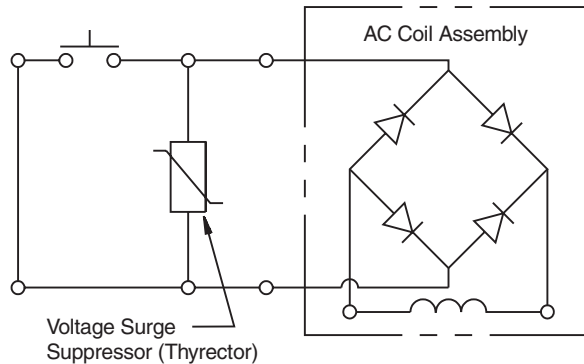 AC Coil Assembly
Voltage Surge
Suppressor (Thyrector)